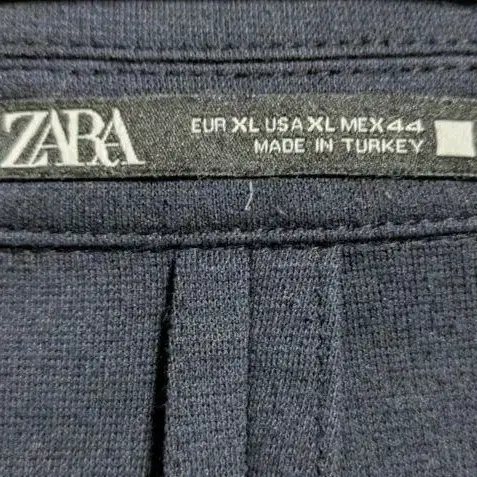 ZARA
EUR XL USA XL MEX 44
MADE IN TURKEY